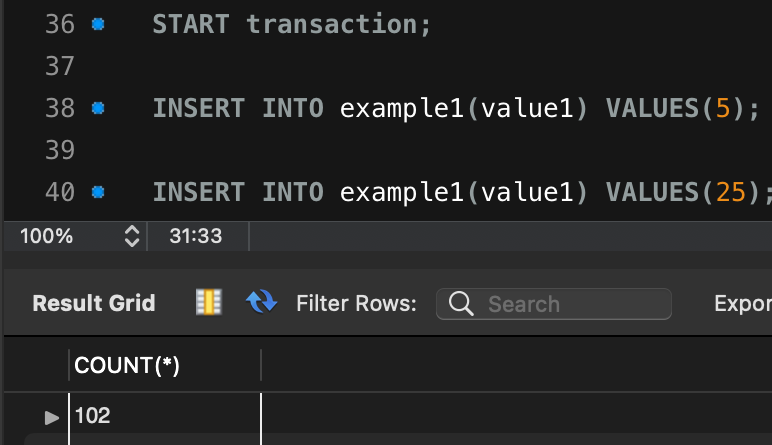 36 START transaction;
37
38 INSERT INTO example1(value1) VALUES(5);
39
40 INSERT INTO example1(value1) VALUES(25);
100% 31:33
Result Grid Filter Rows: Search Expor
COUNT(*)
102